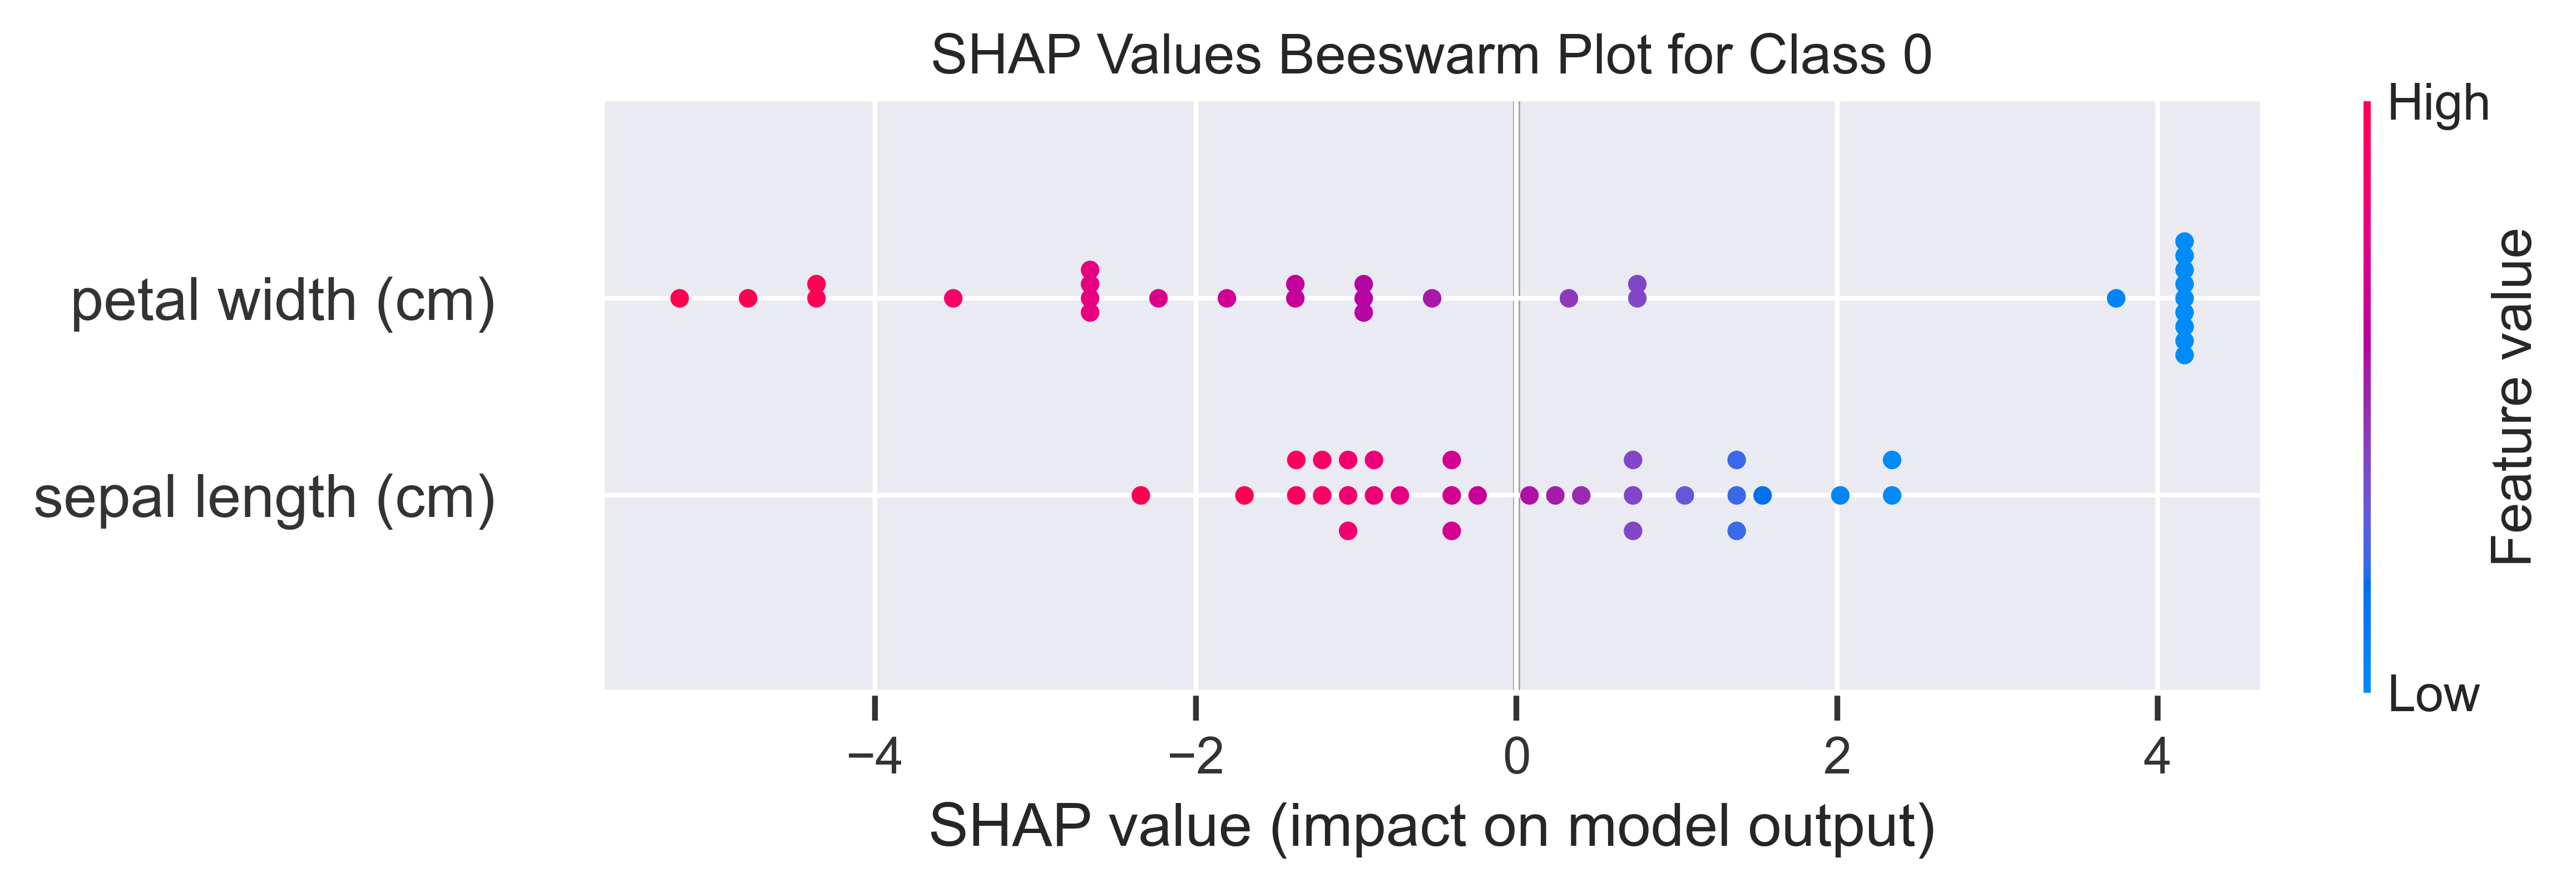 SHAP Values Beeswarm Plot for Class 0
High
petal width (cm)
sepal length (cm)
Feature value
Low
−4 −2 0 2 4
SHAP value (impact on model output)